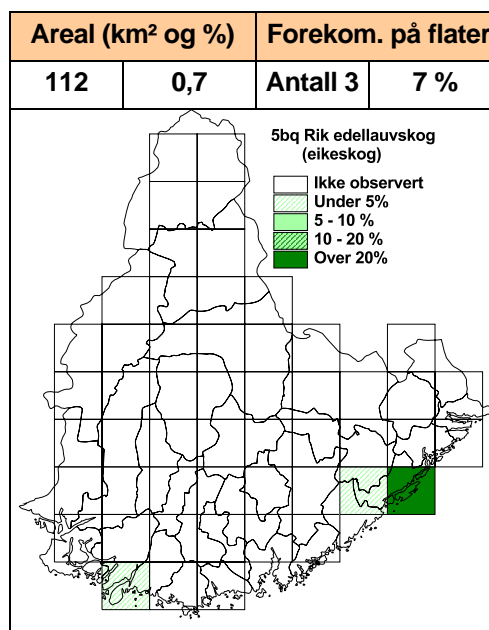 Areal (km² og %) Forekom. på flater
112 0,7 Antall 3 7 %
5bq Rik edellauvskog
(eikeskog)
Ikke observert
Under 5%
5 - 10 %
10 - 20 %
Over 20%